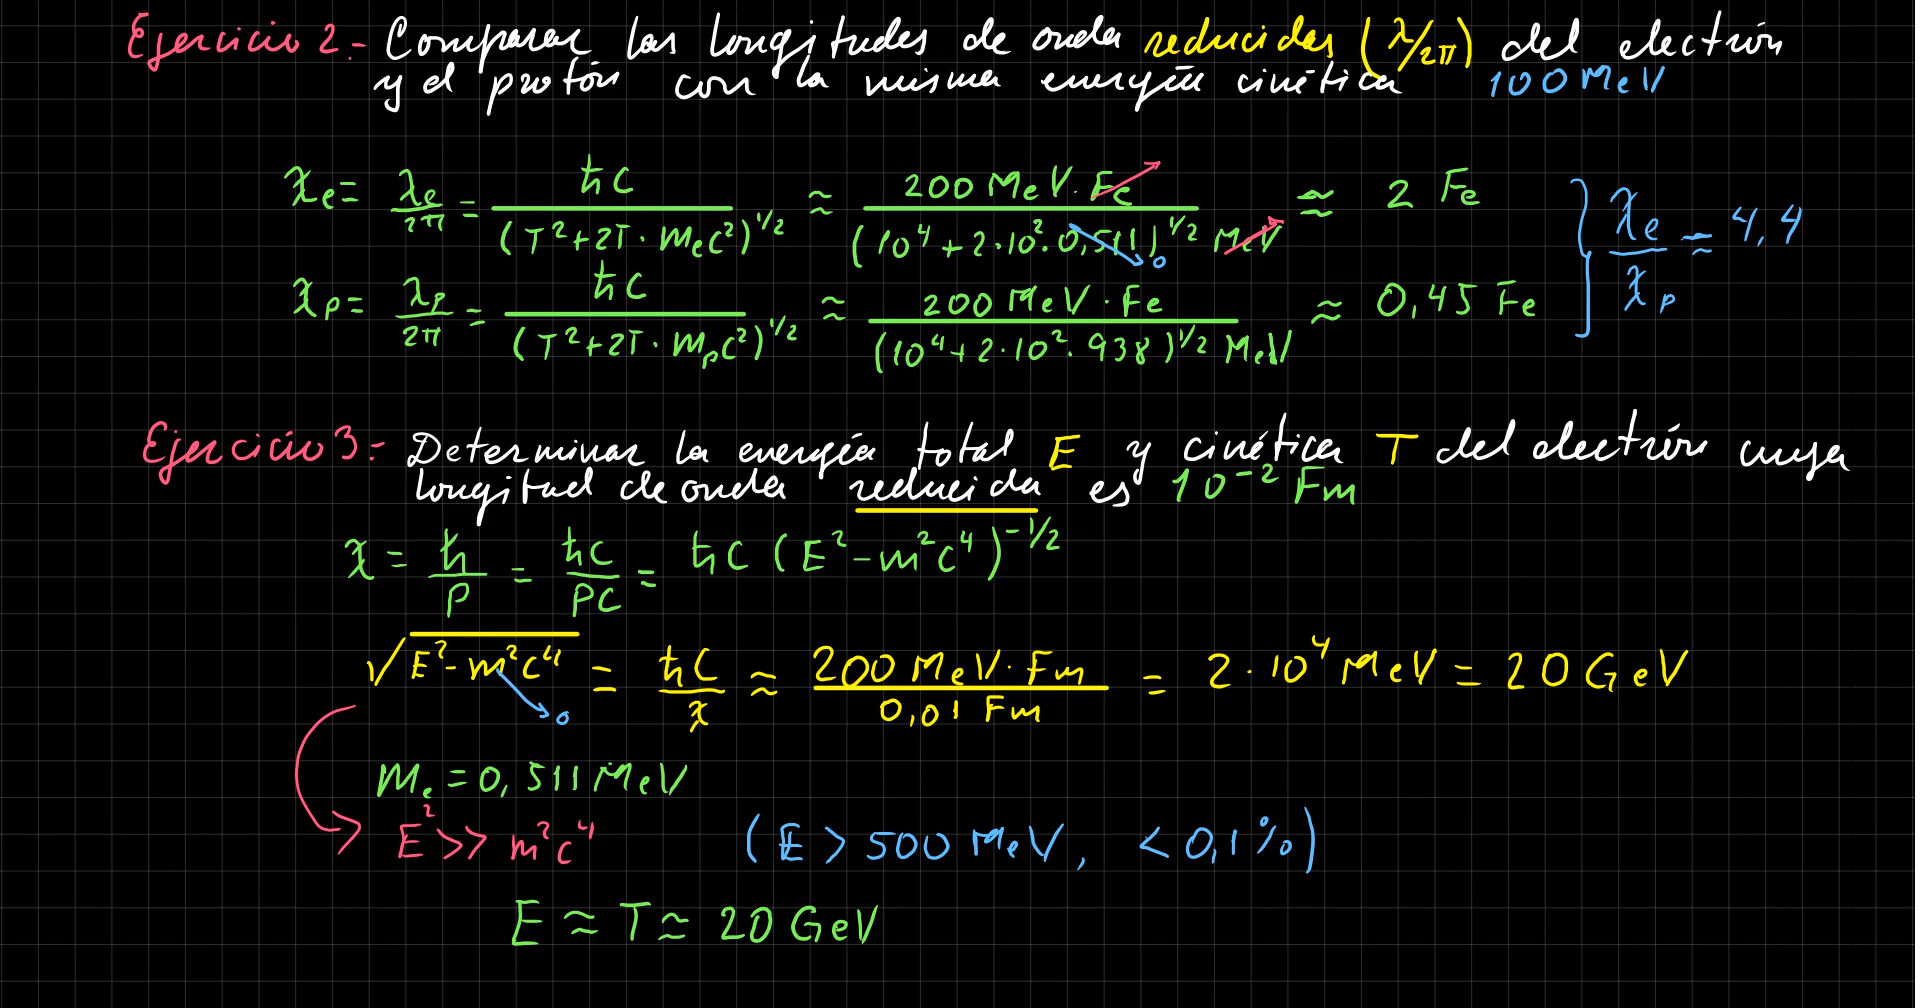 Ejercicio 2.- Comparar las longitudes de onda reducidas (λ/2π) del electrón
y el protón con la misma energía cinética 100 MeV
ƛe = λe/2π = ħc / (T² + 2T · mₑc²)^1/2 ≈ 200 MeV · Fe / (10⁴ + 2·10²· 0,511)^1/2 MeV ≈ 2 Fe
0
ƛp = λp/2π = ħc / (T² + 2T · mₚc²)^1/2 ≈ 200 MeV · Fe / (10⁴ + 2·10²· 938)^1/2 MeV ≈ 0,45 Fe
} ƛe/ƛp ≃ 4,4
Ejercicio 3.- Determinar la energía total E y cinética T del electrón cuya
longitud de onda reducida es 10⁻² Fm
ƛ = ħ/P = ħc/PC = ħc (E² - m²c⁴)^-1/2
√E² - m²c⁴ = ħc/ƛ ≈ 200 MeV · Fm / 0,01 Fm = 2·10⁴ MeV = 20 GeV
0
mₑ = 0,511 MeV
E² >> m²c⁴ (E > 500 MeV, < 0,1%)
E ≈ T ≃ 20 GeV